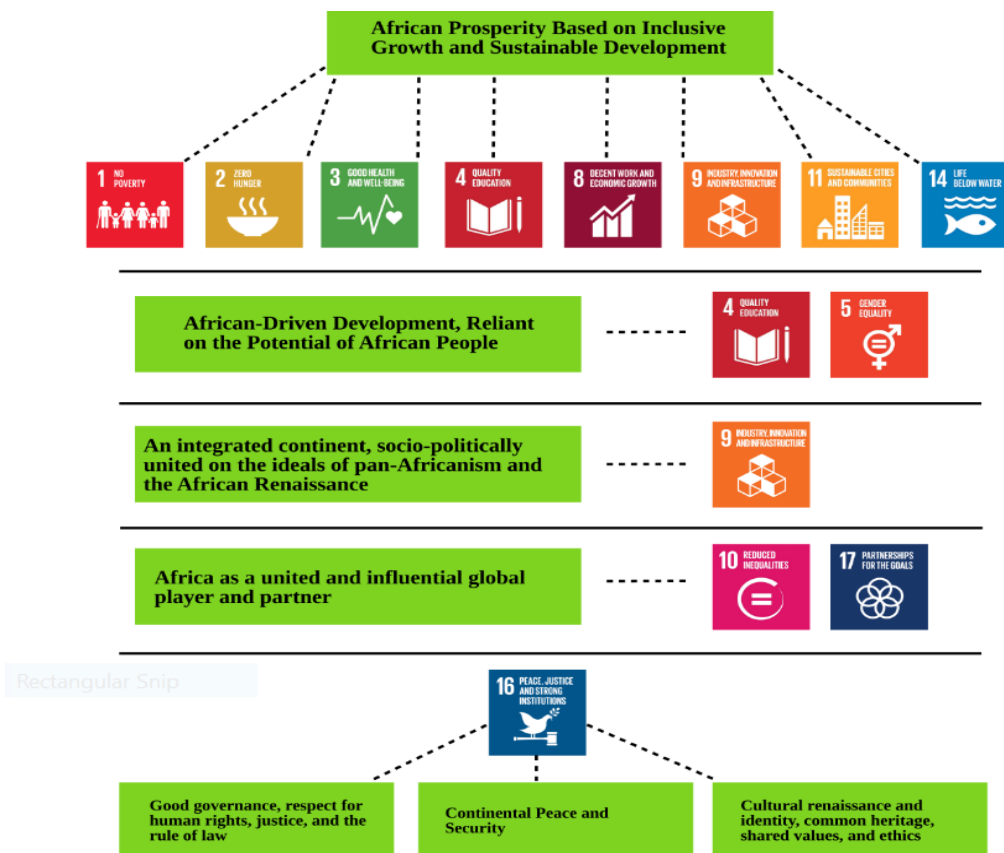 African Prosperity Based on Inclusive
Growth and Sustainable Development
1 NO
POVERTY
2 ZERO
HUNGER
3 GOOD HEALTH
AND WELL-BEING
4 QUALITY
EDUCATION
8 DECENT WORK AND
ECONOMIC GROWTH
9 INDUSTRY, INNOVATION
AND INFRASTRUCTURE
11 SUSTAINABLE CITIES
AND COMMUNITIES
14 LIFE
BELOW WATER
African-Driven Development, Reliant
on the Potential of African People
4 QUALITY
EDUCATION
5 GENDER
EQUALITY
An integrated continent, socio-politically
united on the ideals of pan-Africanism and
the African Renaissance
9 INDUSTRY, INNOVATION
AND INFRASTRUCTURE
Africa as a united and influential global
player and partner
10 REDUCED
INEQUALITIES
17 PARTNERSHIPS
FOR THE GOALS
Rectangular Snip
16 PEACE, JUSTICE
AND STRONG
INSTITUTIONS
Good governance, respect for
human rights, justice, and the
rule of law
Continental Peace and
Security
Cultural renaissance and
identity, common heritage,
shared values, and ethics